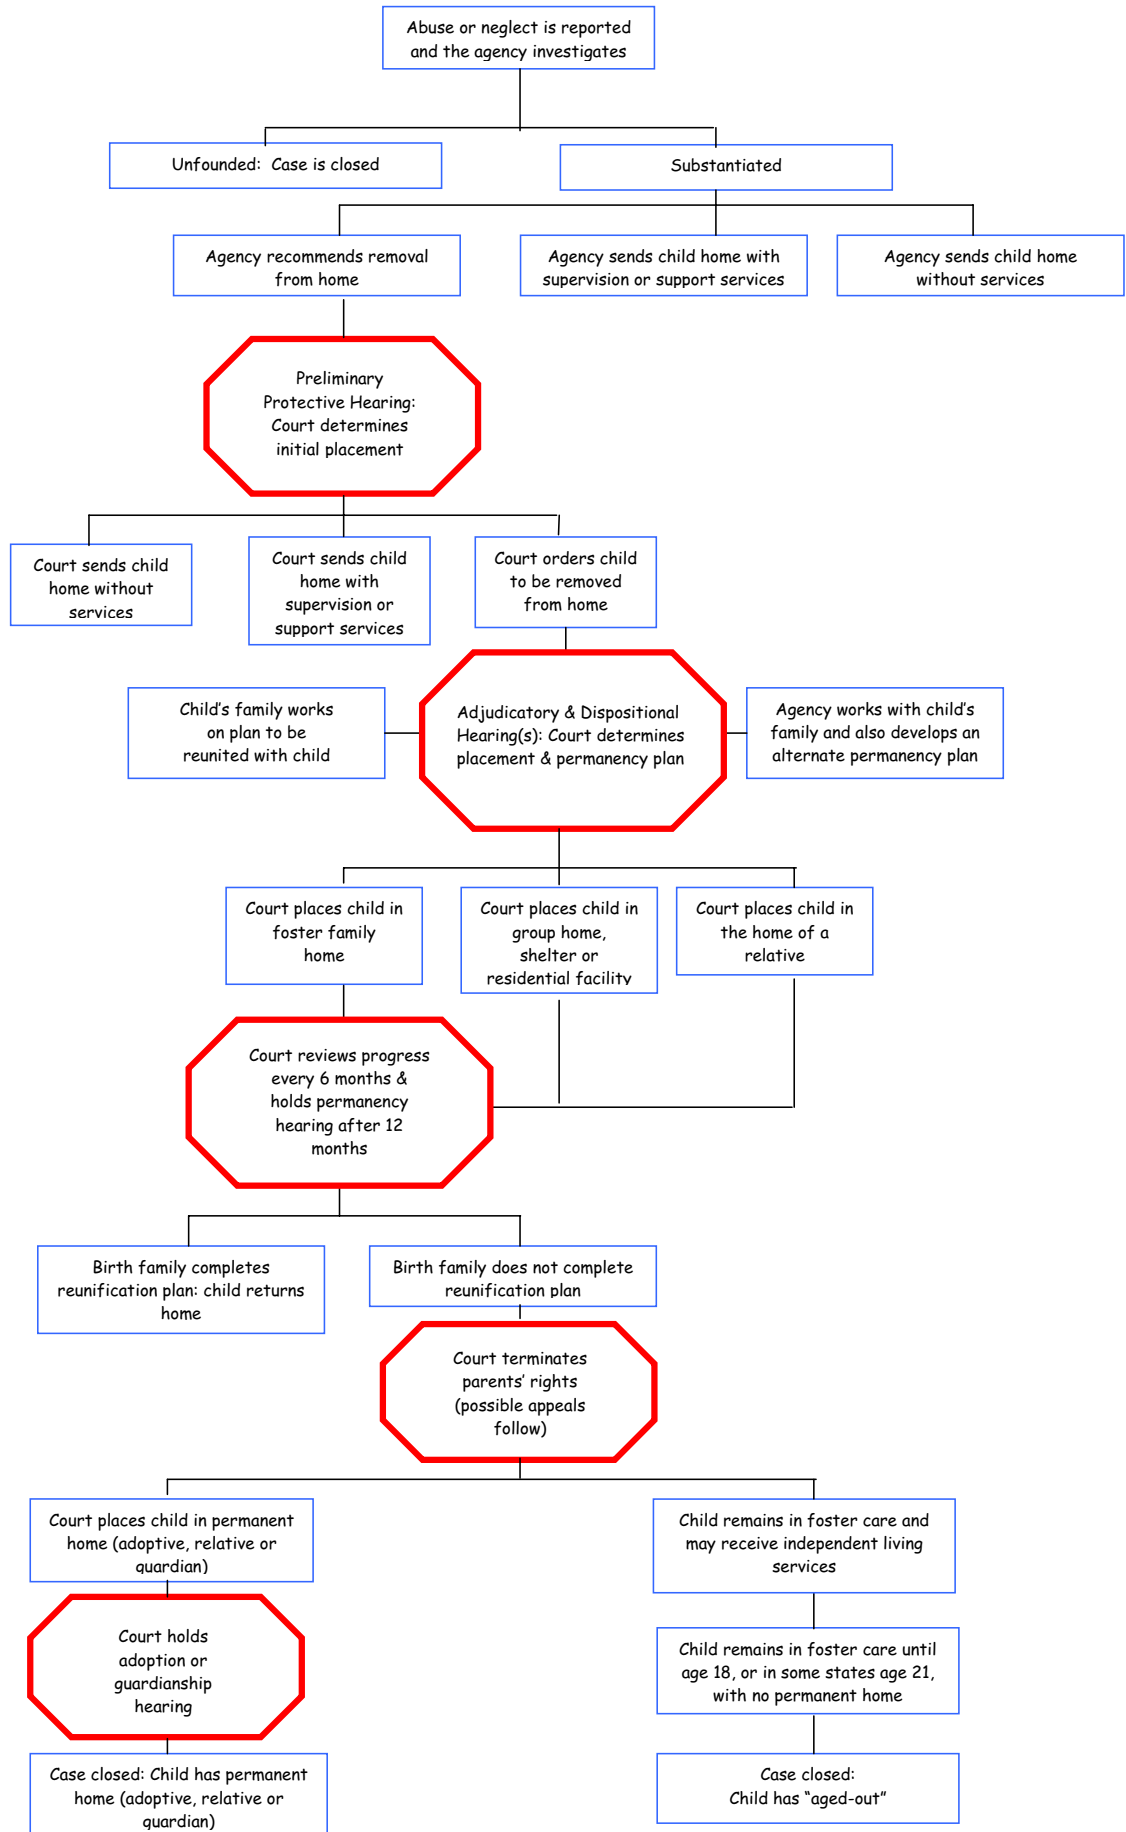 Abuse or neglect is reported
and the agency investigates
Unfounded: Case is closed
Substantiated
Agency recommends removal
from home
Agency sends child home with
supervision or support services
Agency sends child home
without services
Preliminary
Protective Hearing:
Court determines
initial placement
Court sends child
home without
services
Court sends child
home with
supervision or
support services
Court orders child
to be removed
from home
Child’s family works
on plan to be
reunited with child
Adjudicatory & Dispositional
Hearing(s): Court determines
placement & permanency plan
Agency works with child’s
family and also develops an
alternate permanency plan
Court places child in
foster family
home
Court places child in
group home,
shelter or
residential facility
Court places child in
the home of a
relative
Court reviews progress
every 6 months &
holds permanency
hearing after 12
months
Birth family completes
reunification plan: child returns
home
Birth family does not complete
reunification plan
Court terminates
parents’ rights
(possible appeals
follow)
Court places child in permanent
home (adoptive, relative or
guardian)
Child remains in foster care and
may receive independent living
services
Court holds
adoption or
guardianship
hearing
Child remains in foster care until
age 18, or in some states age 21,
with no permanent home
Case closed: Child has permanent
home (adoptive, relative or
guardian)
Case closed:
Child has “aged-out”